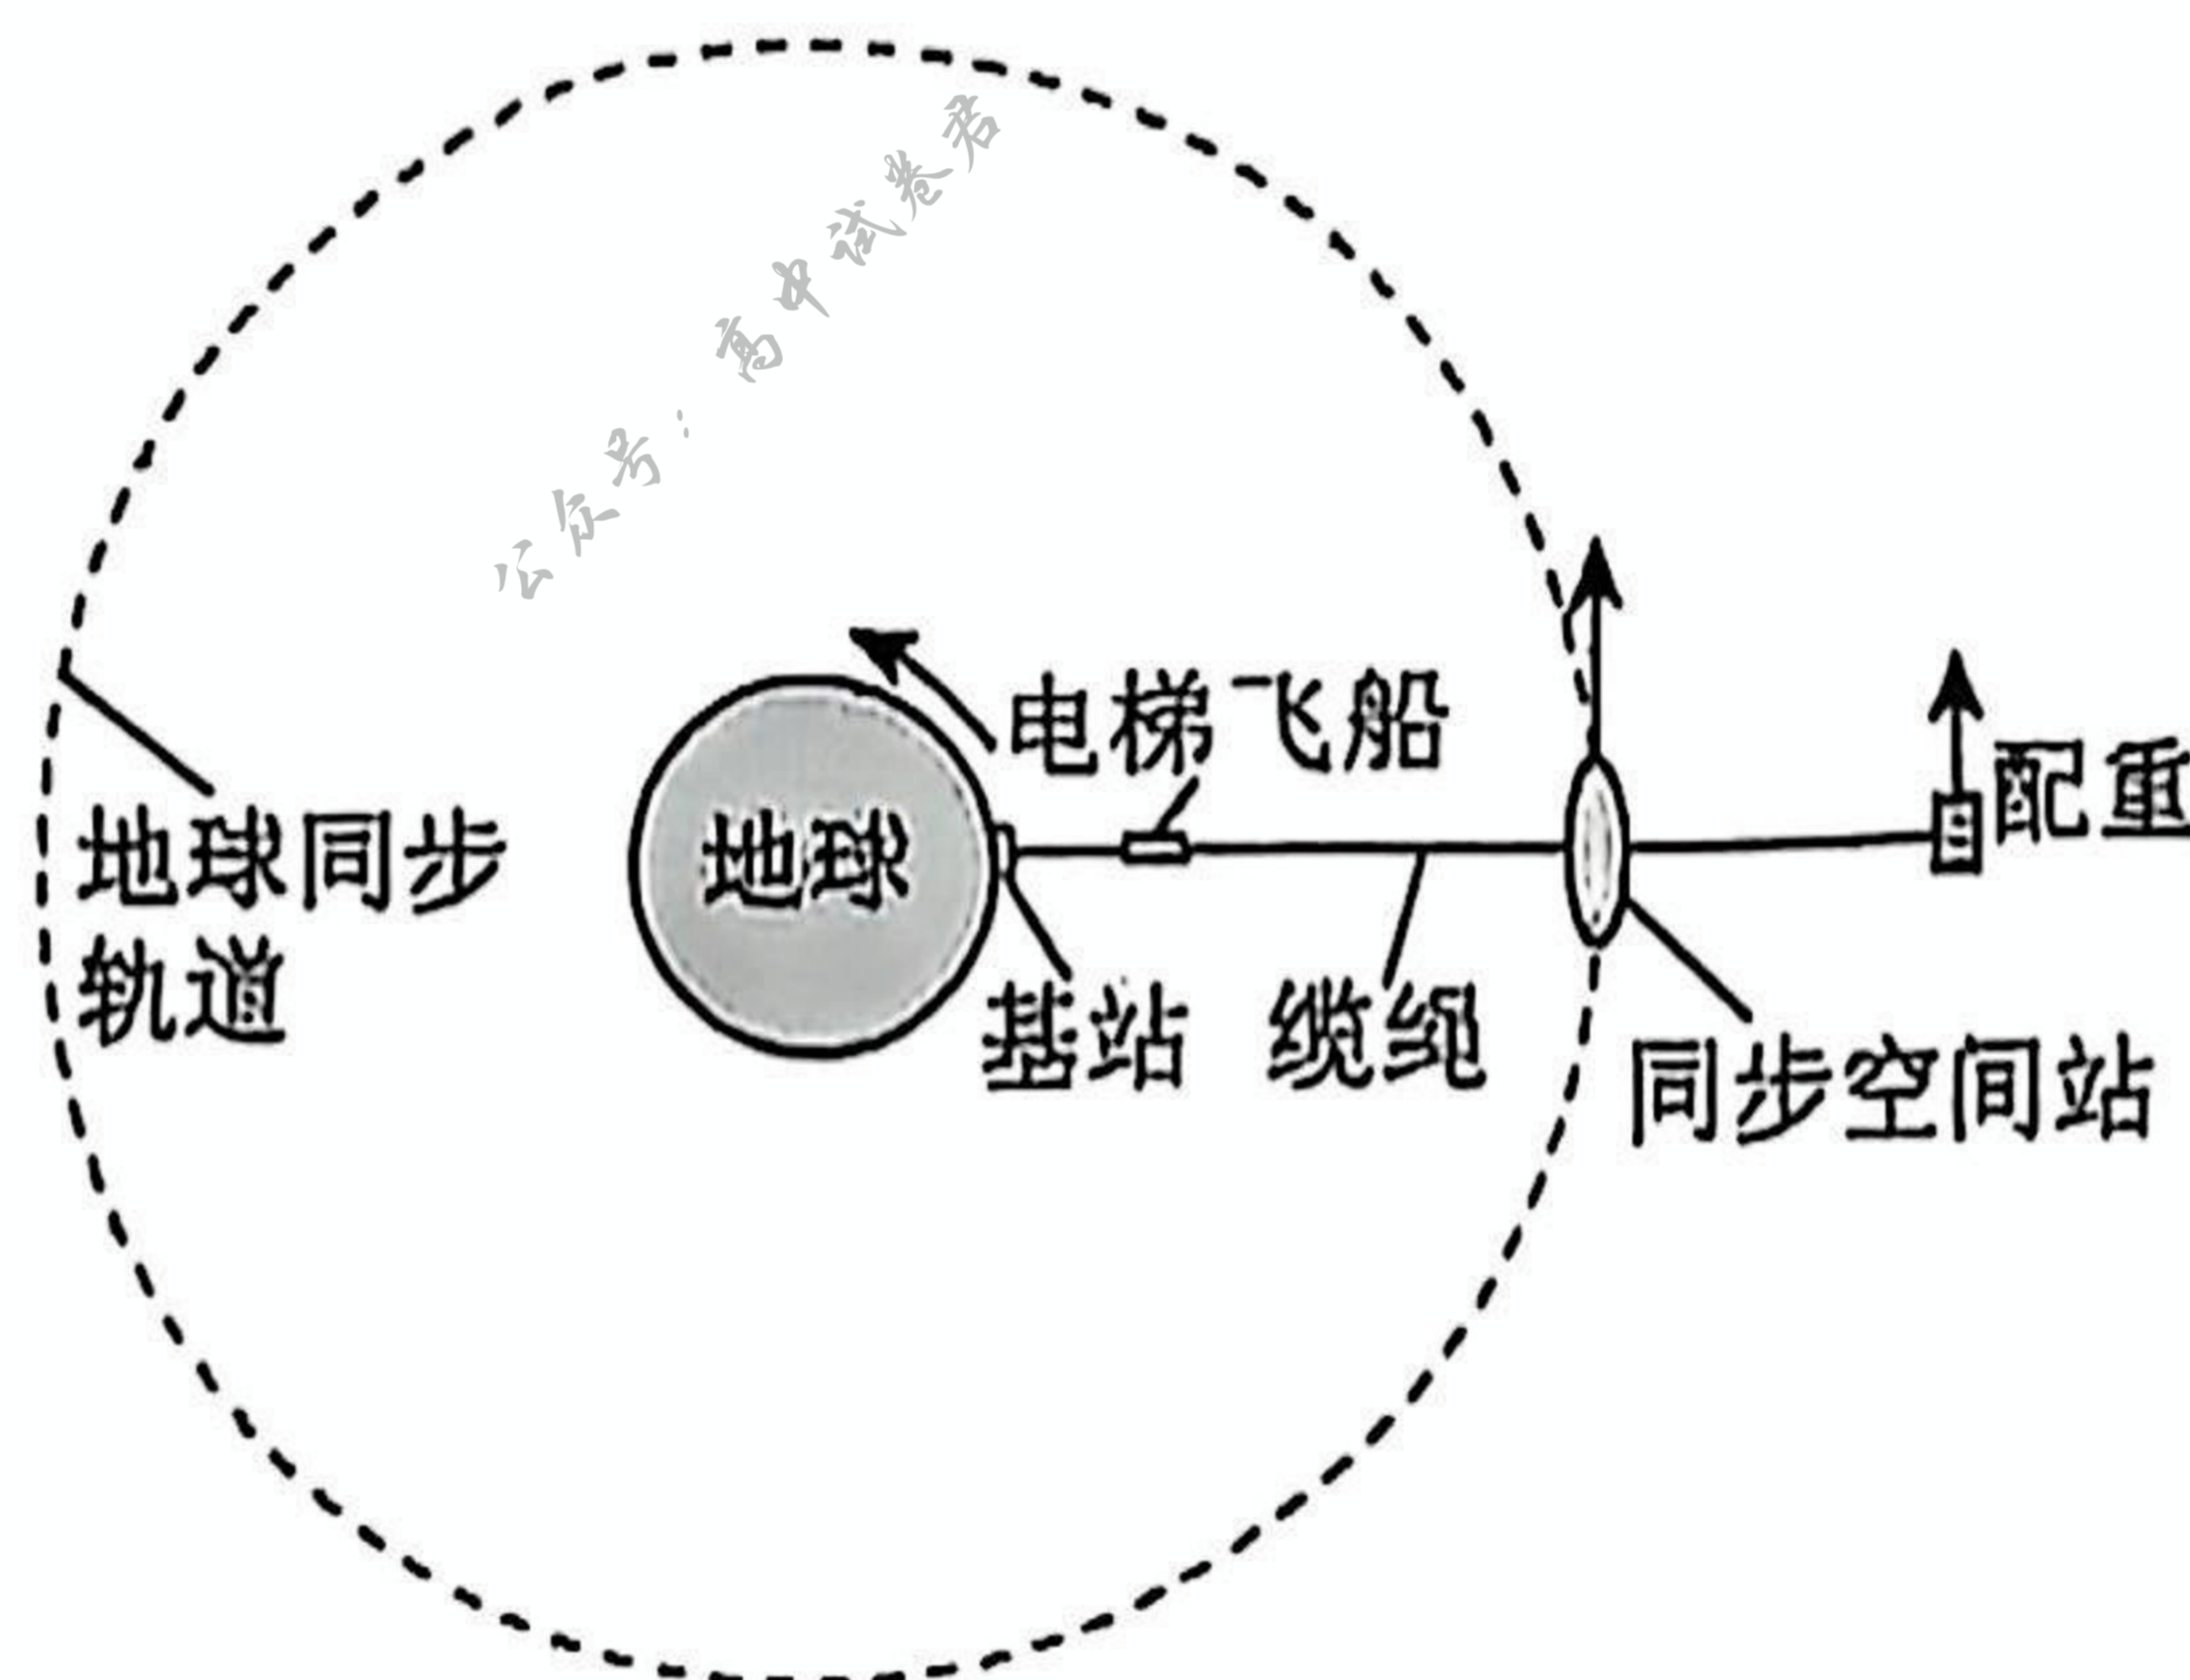 公众号：高中试卷君
电梯飞船
配重
地球同步
轨道
地球
基站
缆绳
同步空间站